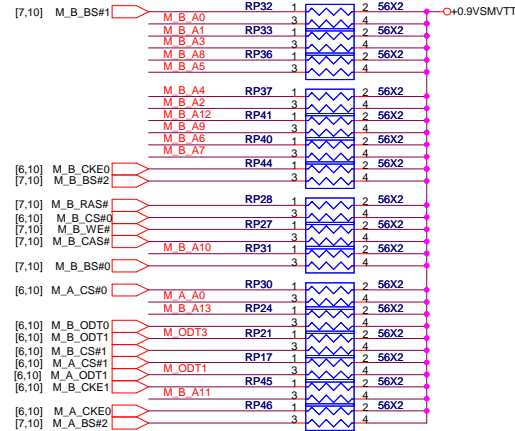 [7,10] M_B_BS#1 RP32 1 2 56X2 +0.9VSMVTT
M_B_A0 3 4
M_B_A1 RP33 1 2 56X2
M_B_A3 3 4
M_B_A8 RP36 1 2 56X2
M_B_A5 3 4
M_B_A4 RP37 1 2 56X2
M_B_A2 3 4
M_B_A12 RP41 1 2 56X2
M_B_A9 3 4
M_B_A6 RP40 1 2 56X2
M_B_A7 3 4
[6,10] M_B_CKE0 RP44 1 2 56X2
[7,10] M_B_BS#2 3 4
[7,10] M_B_RAS# RP28 1 2 56X2
[6,10] M_B_CS#0 3 4
[7,10] M_B_WE# RP27 1 2 56X2
[7,10] M_B_CAS# 3 4
M_B_A10 RP31 1 2 56X2
[7,10] M_B_BS#0 3 4
[6,10] M_A_CS#0 RP30 1 2 56X2
M_A_A0 3 4
M_B_A13 RP24 1 2 56X2
[6,10] M_B_ODT0 3 4
[6,10] M_B_ODT1 M_ODT3 RP21 1 2 56X2
[6,10] M_B_CS#1 3 4
[6,10] M_A_CS#1 RP17 1 2 56X2
[6,10] M_A_ODT1 M_ODT1 3 4
[6,10] M_B_CKE1 RP45 1 2 56X2
M_B_A11 3 4
[6,10] M_A_CKE0 RP46 1 2 56X2
[7,10] M_A_BS#2 3 4